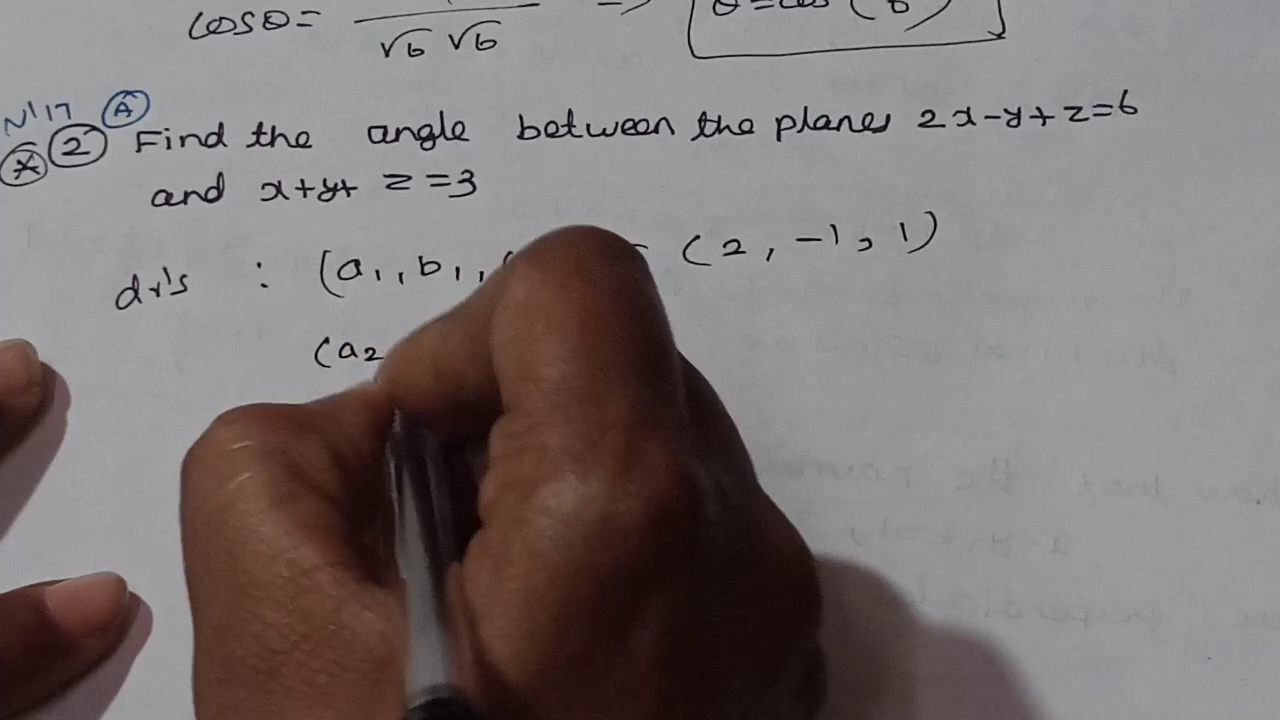 cosθ = √6 √6 ⇒ θ = cos
N'17 (A)
* (2) Find the angle between the planes 2x-y+z=6
and x+y+z=3
dr's : (a₁, b₁, (2, -1, 1)
(a₂